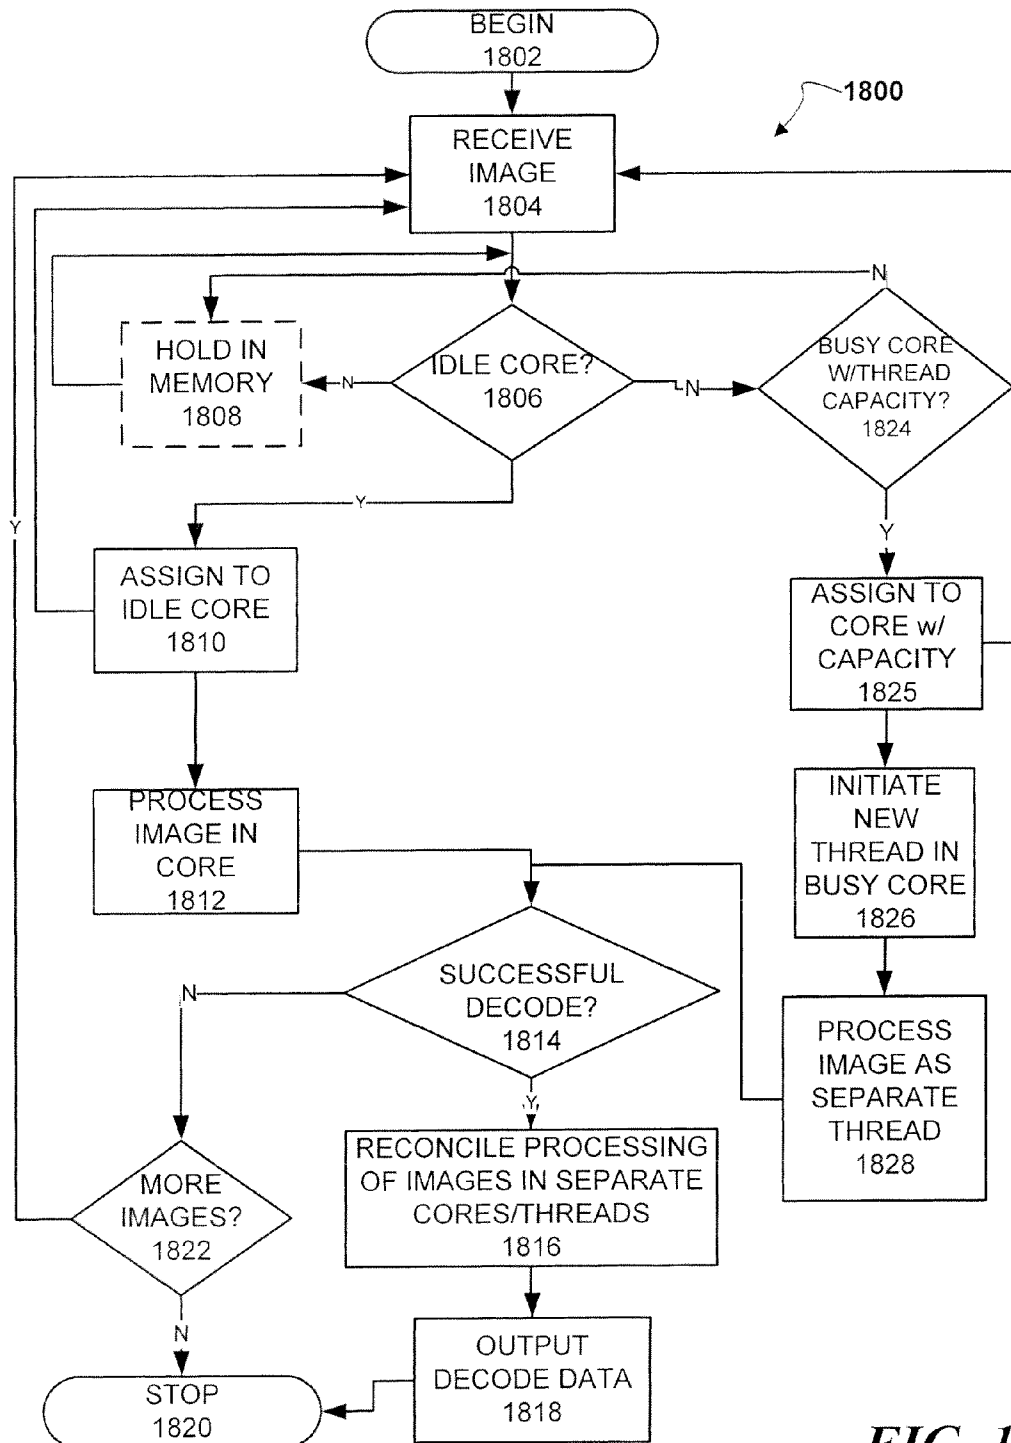 BEGIN
1802
1800
RECEIVE
IMAGE
1804
N
HOLD IN
MEMORY
1808
N
IDLE CORE?
1806
N
BUSY CORE
W/THREAD
CAPACITY?
1824
Y
Y
Y
ASSIGN TO
IDLE CORE
1810
ASSIGN TO
CORE w/
CAPACITY
1825
PROCESS
IMAGE IN
CORE
1812
INITIATE
NEW
THREAD IN
BUSY CORE
1826
N
SUCCESSFUL
DECODE?
1814
PROCESS
IMAGE AS
SEPARATE
THREAD
1828
Y
MORE
IMAGES?
1822
RECONCILE PROCESSING
OF IMAGES IN SEPARATE
CORES/THREADS
1816
N
OUTPUT
DECODE DATA
1818
STOP
1820
FIG. 1